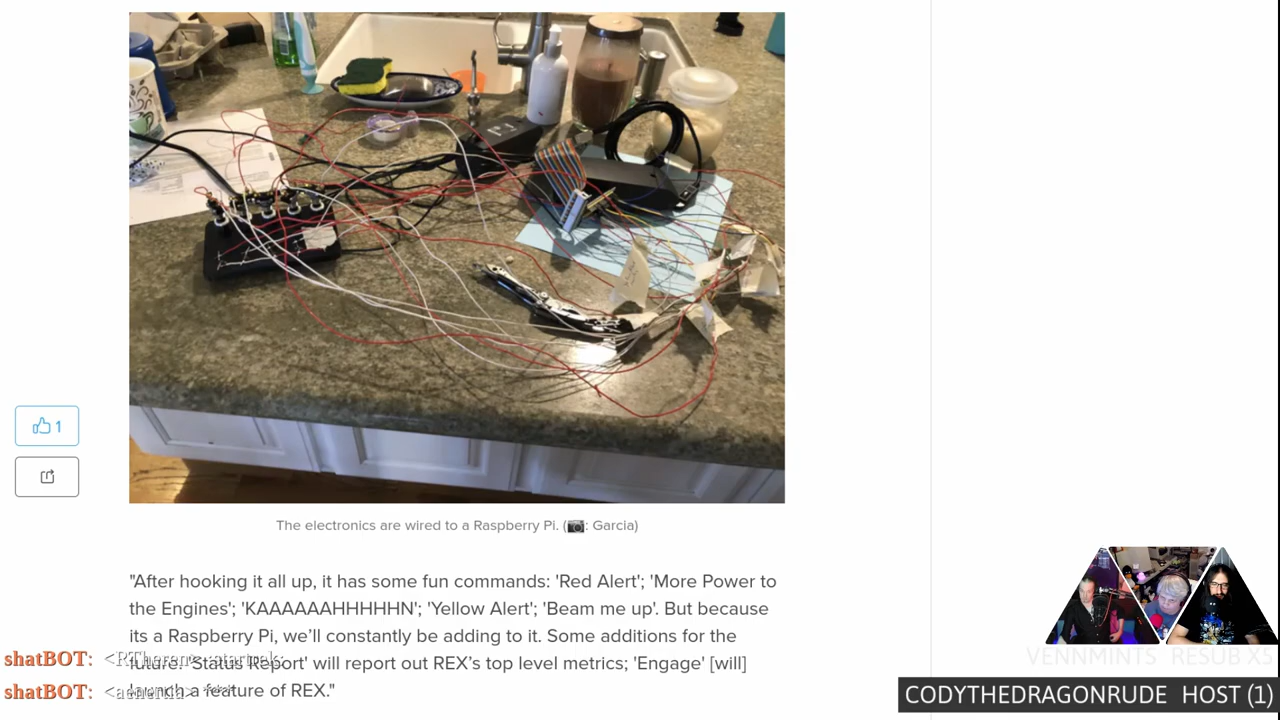 1
The electronics are wired to a Raspberry Pi. (📷: Garcia)
"After hooking it all up, it has some fun commands: 'Red Alert'; 'More Power to
the Engines'; 'KAAAAAAHHHHHN'; 'Yellow Alert'; 'Beam me up'. But because
its a Raspberry Pi, we'll constantly be adding to it. Some additions for the
future: 'Status Report' will report out REX's top level metrics; 'Engage' [will]
launch a feature of REX."
shatBOT:
shatBOT:
VENNMINTS RESUB X5
CODYTHEDRAGONRUDE HOST (1)